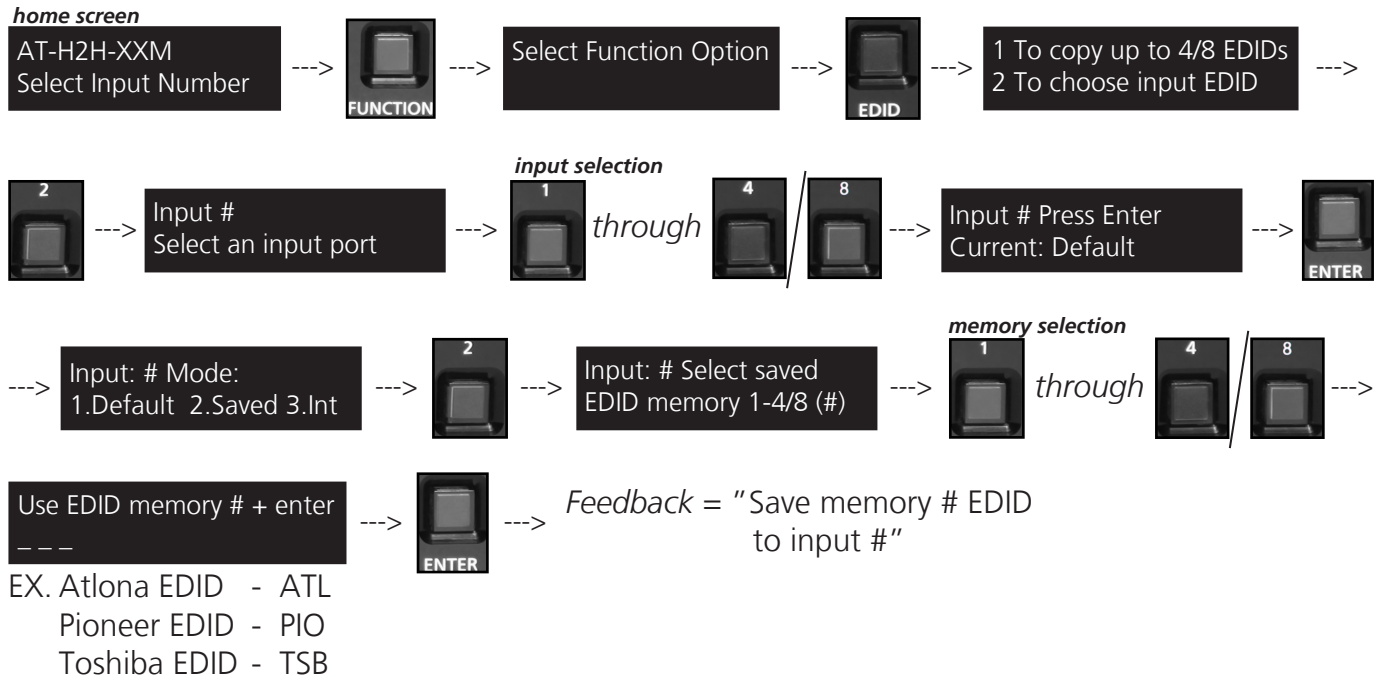 home screen
AT-H2H-XXM
Select Input Number
--->
FUNCTION
--->
Select Function Option
--->
EDID
--->
1 To copy up to 4/8 EDIDs
2 To choose input EDID
--->
2
--->
Input #
Select an input port
--->
input selection
1
through
4
/
8
Input # Press Enter
Current: Default
--->
ENTER
--->
Input: # Mode:
1.Default 2.Saved 3.Int
--->
2
--->
Input: # Select saved
EDID memory 1-4/8 (#)
--->
memory selection
1
through
4
/
8
--->
Use EDID memory # + enter
_ _ _
--->
ENTER
--->
Feedback = "Save memory # EDID
to input #"
EX. Atlona EDID - ATL
Pioneer EDID - PIO
Toshiba EDID - TSB